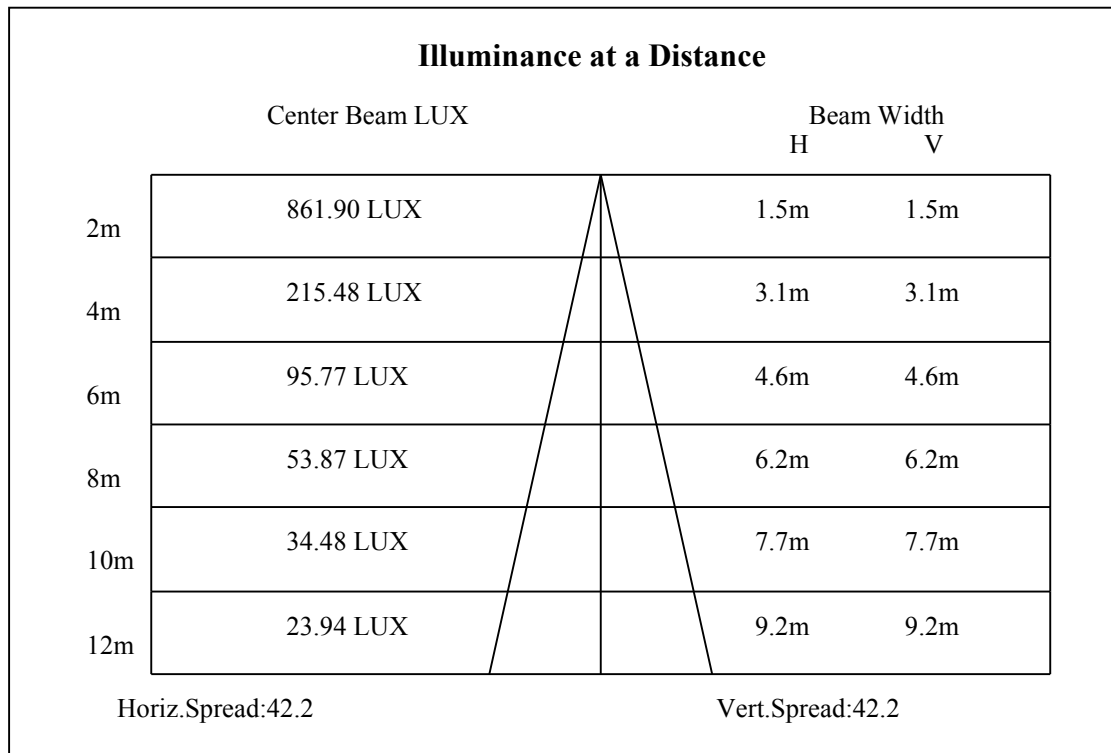 Illuminance at a Distance
Center Beam LUX Beam Width
H V
2m 861.90 LUX 1.5m 1.5m
4m 215.48 LUX 3.1m 3.1m
6m 95.77 LUX 4.6m 4.6m
8m 53.87 LUX 6.2m 6.2m
10m 34.48 LUX 7.7m 7.7m
12m 23.94 LUX 9.2m 9.2m
Horiz.Spread:42.2 Vert.Spread:42.2